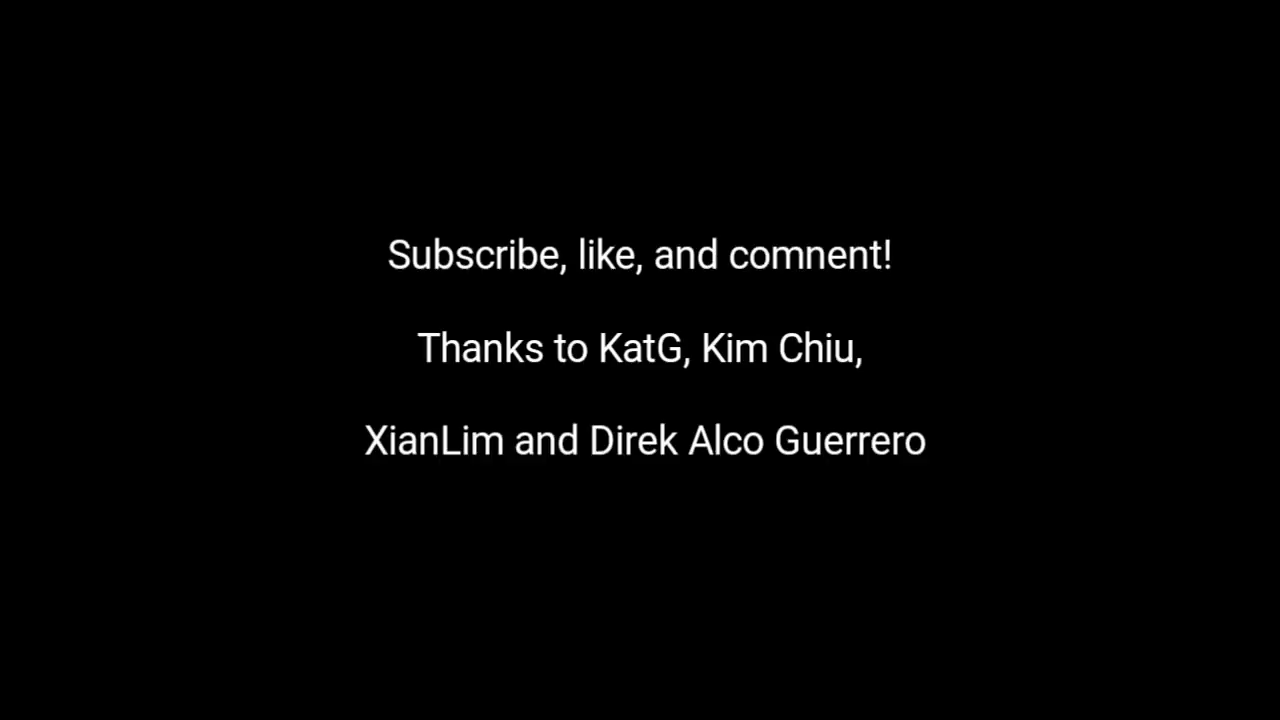 Subscribe, like, and comnent!
Thanks to KatG, Kim Chiu,
XianLim and Direk Alco Guerrero